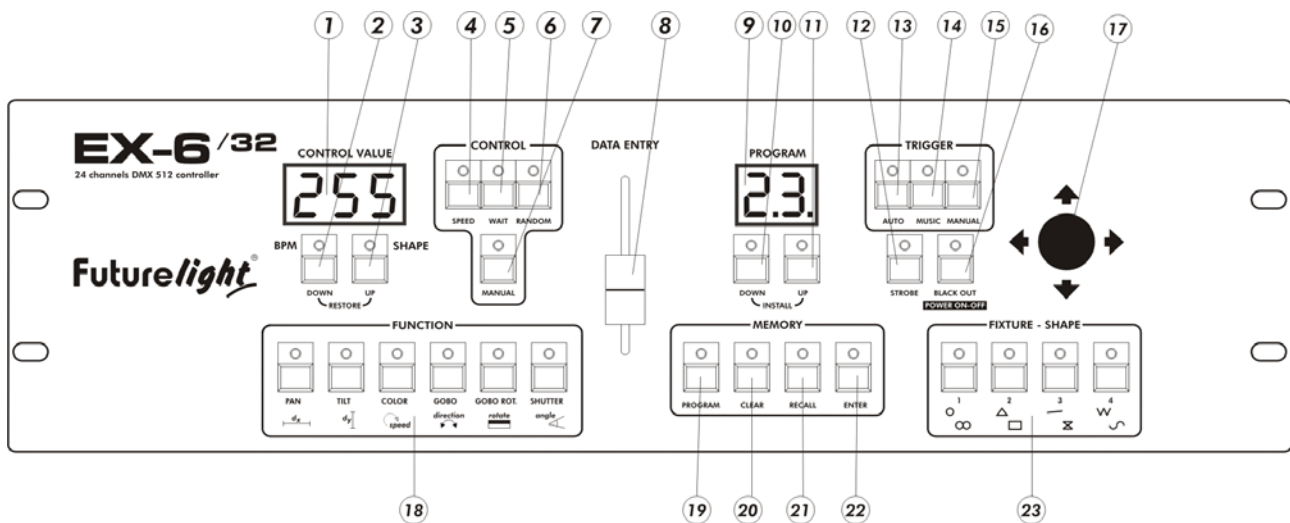 1 2 3 4 5 6 7 8 9 10 11 12 13 14 15 16 17
EX-6/32
24 channels DMX 512 controller
CONTROL VALUE
255
BPM SHAPE
DOWN UP
RESTORE
Futurelight®
CONTROL
SPEED WAIT RANDOM
MANUAL
DATA ENTRY
PROGRAM
2.3.
DOWN UP
INSTALL
TRIGGER
AUTO MUSIC MANUAL
STROBE BLACK OUT
POWER ON-OFF
FUNCTION
PAN TILT COLOR GOBO GOBO ROT. SHUTTER
dx dy speed direction rotate angle
MEMORY
PROGRAM CLEAR RECALL ENTER
FIXTURE - SHAPE
1 2 3 4
18 19 20 21 22 23